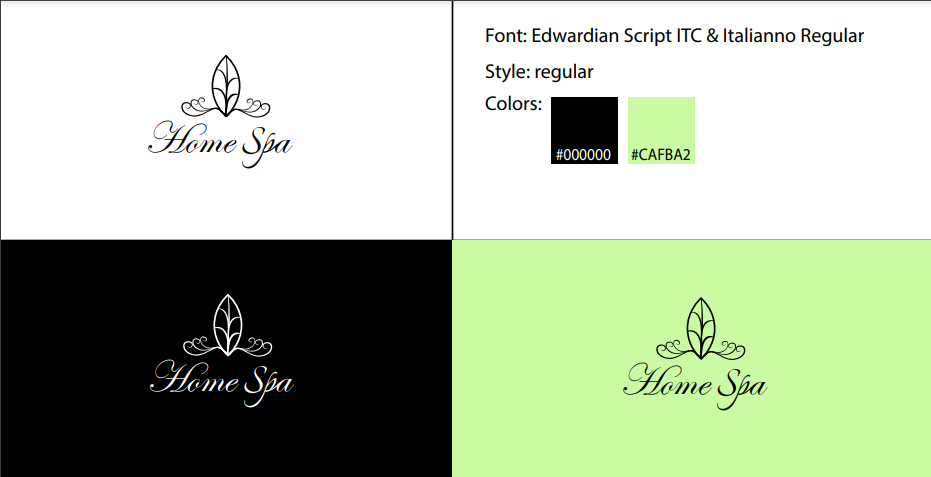 Home Spa
Font: Edwardian Script ITC & Italianno Regular
Style: regular
Colors:
#000000 #CAFBA2
Home Spa
Home Spa